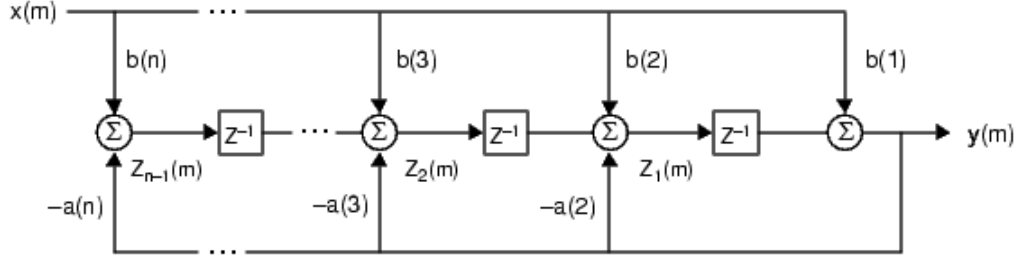 x(m) ...
b(n) b(3) b(2) b(1)
Σ Z⁻¹ ... Σ Z⁻¹ Σ Z⁻¹ Σ y(m)
Zₙ₋₁(m) Z₂(m) Z₁(m)
–a(n) –a(3) –a(2)
...